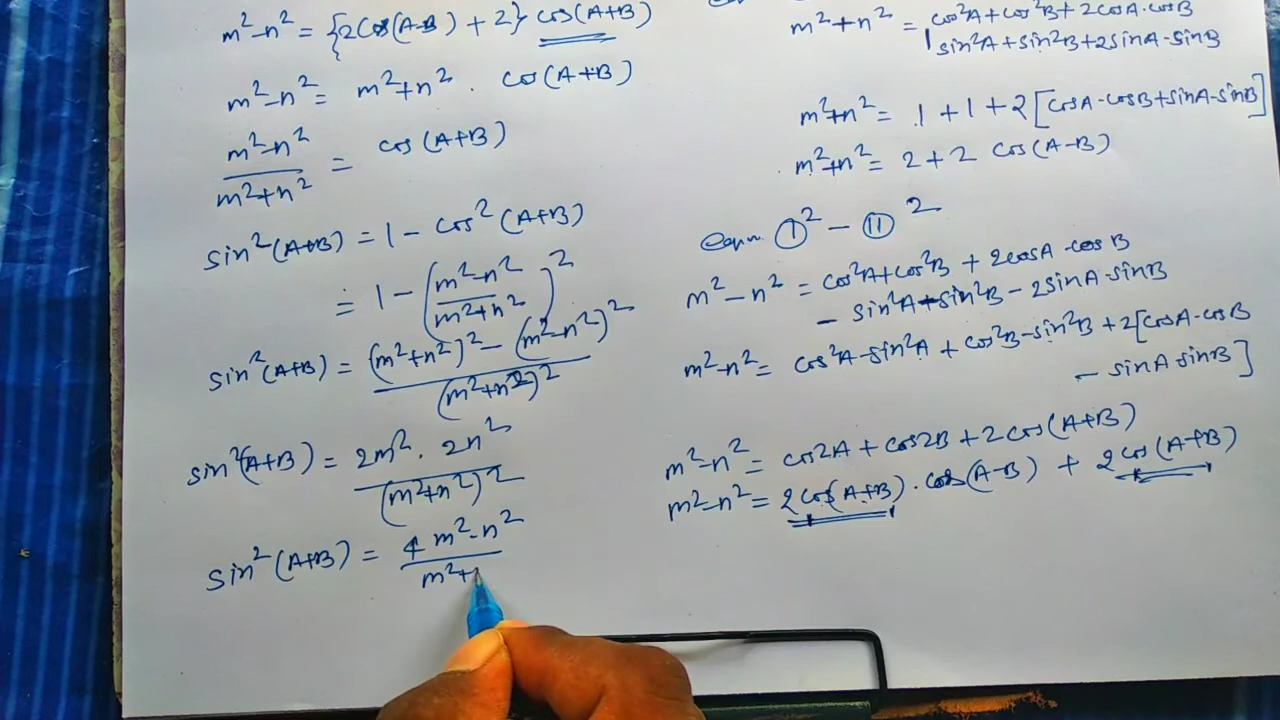 m²-n² = {2cos(A-B) + 2} cos(A+B)
m²-n² = m²+n² . cos(A+B)
m²-n² / m²+n² = cos(A+B)
sin²(A+B) = 1 - cos²(A+B)
= 1 - (m²-n² / m²+n²)²
sin²(A+B) = (m²+n²)² - (m²-n²)² / (m²+n²)²
sin²(A+B) = 2m² . 2n² / (m²+n²)²
sin²(A+B) = 4 m² - n² / m²+
m²+n² = cos²A+cos²B+2cosA.cosB
sin²A+sin²B+2sinA-sinB
m²+n² = 1 + 1 + 2 [cosA-cosB+sinA-sinB]
m²+n² = 2 + 2 cos(A-B)
eqn. I² - II²
m²-n² = cos²A+cos²B + 2cosA .cosB
- sin²A-sin²B - 2sinA.sinB
m²-n² = cos²A-sin²A + cos²B-sin²B + 2[cosA-cosB
- sinA.sinB]
m²-n² = cos2A + cos2B + 2cos(A+B)
m²-n² = 2cos(A+B) . cos(A-B) + 2cos(A+B)